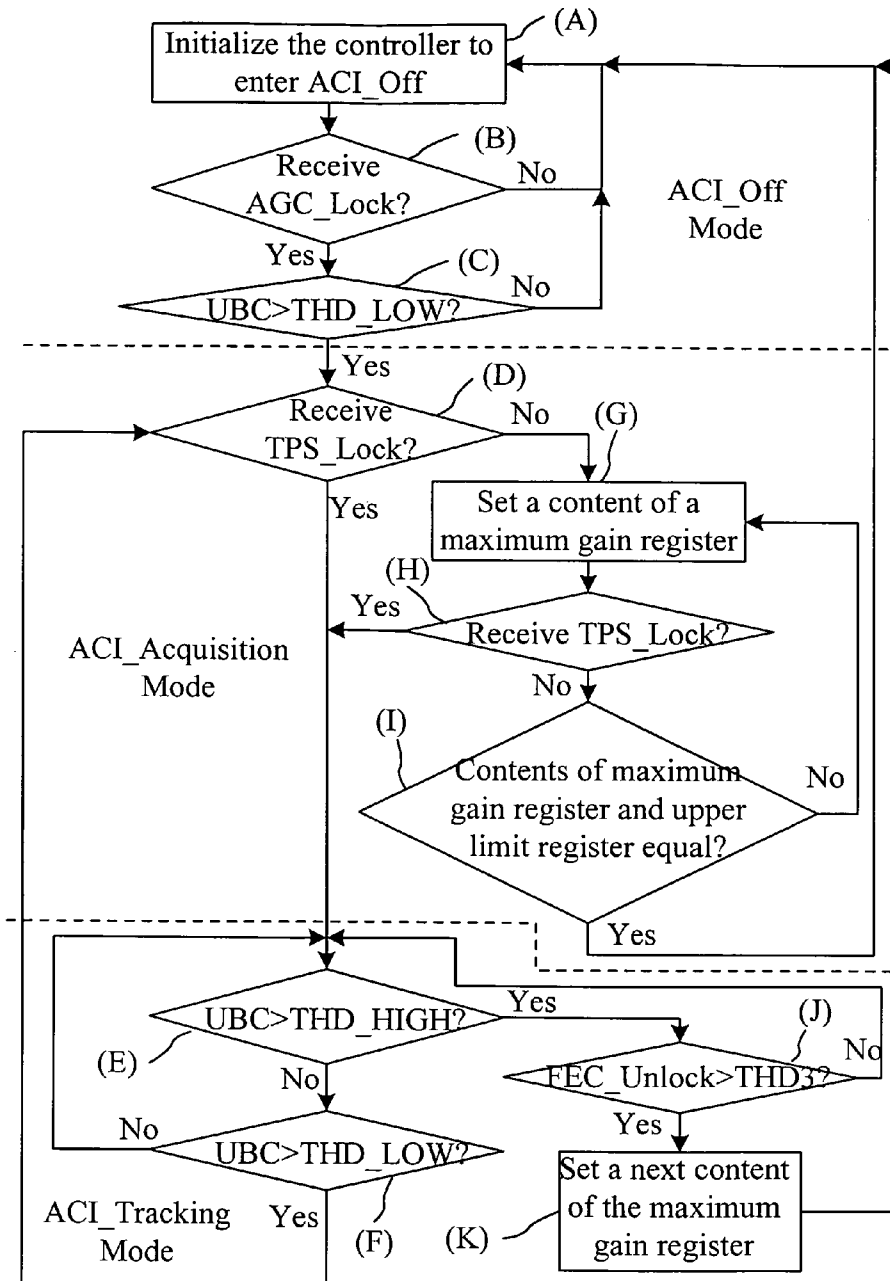 (A)
Initialize the controller to
enter ACI_Off
(B)
Receive
AGC_Lock?
No
ACI_Off
Mode
Yes
(C)
UBC>THD_LOW?
No
Yes
(D)
Receive
TPS_Lock?
No
(G)
Yes
Set a content of a
maximum gain register
(H)
Yes
Receive TPS_Lock?
ACI_Acquisition
Mode
No
(I)
Contents of maximum
gain register and upper
limit register equal?
No
Yes
UBC>THD_HIGH?
Yes
(E)
(J)
No
FEC_Unlock>THD3?
No
Yes
No
UBC>THD_LOW?
(F)
Set a next content
of the maximum
gain register
(K)
ACI_Tracking
Mode
Yes